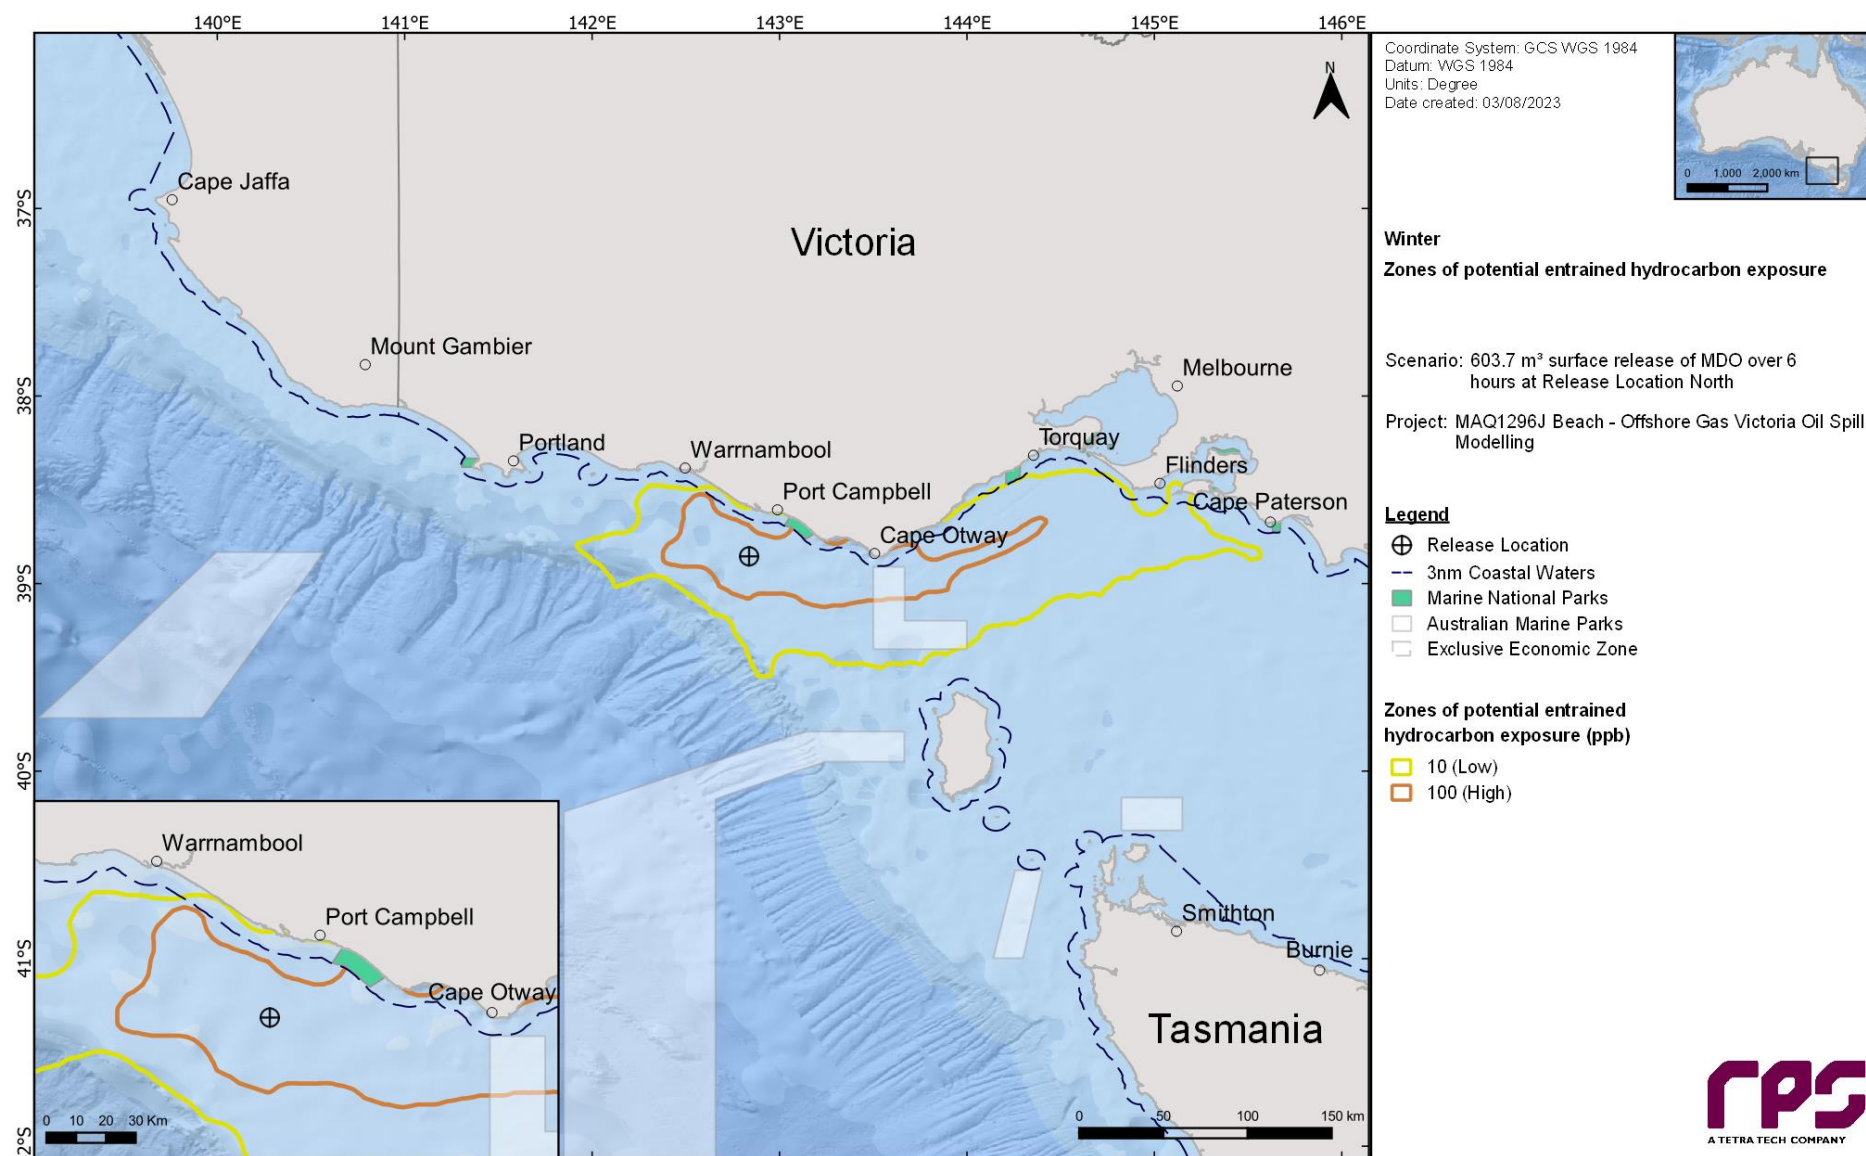 140°E 141°E 142°E 143°E 144°E 145°E 146°E
37°S
38°S
39°S
40°S
41°S
2°S
N
Cape Jaffa
Victoria
Mount Gambier
Melbourne
Portland
Warrnambool
Torquay
Flinders
Port Campbell
Cape Paterson
Cape Otway
Smithton
Burnie
Tasmania
0 50 100 150 km
Warrnambool
Port Campbell
Cape Otway
0 10 20 30 Km
Coordinate System: GCS WGS 1984
Datum: WGS 1984
Units: Degree
Date created: 03/08/2023
0 1,000 2,000 km
Winter
Zones of potential entrained hydrocarbon exposure
Scenario: 603.7 m³ surface release of MDO over 6
hours at Release Location North
Project: MAQ1296J Beach - Offshore Gas Victoria Oil Spill
Modelling
Legend
Release Location
3nm Coastal Waters
Marine National Parks
Australian Marine Parks
Exclusive Economic Zone
Zones of potential entrained
hydrocarbon exposure (ppb)
10 (Low)
100 (High)
rps
A TETRA TECH COMPANY